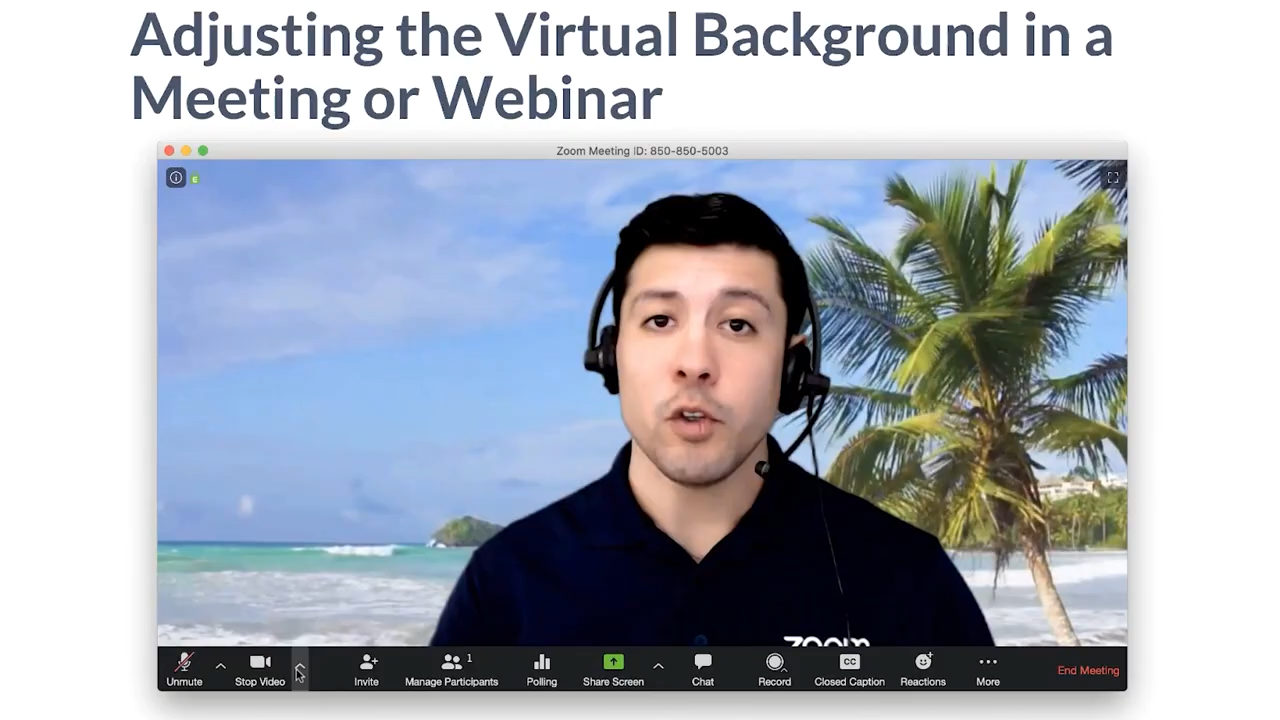 Adjusting the Virtual Background in a
Meeting or Webinar
Zoom Meeting ID: 850-850-5003
E
zoom
1
Unmute
Stop Video
Invite
Manage Participants
Polling
Share Screen
Chat
Record
CC
Closed Caption
Reactions
More
End Meeting